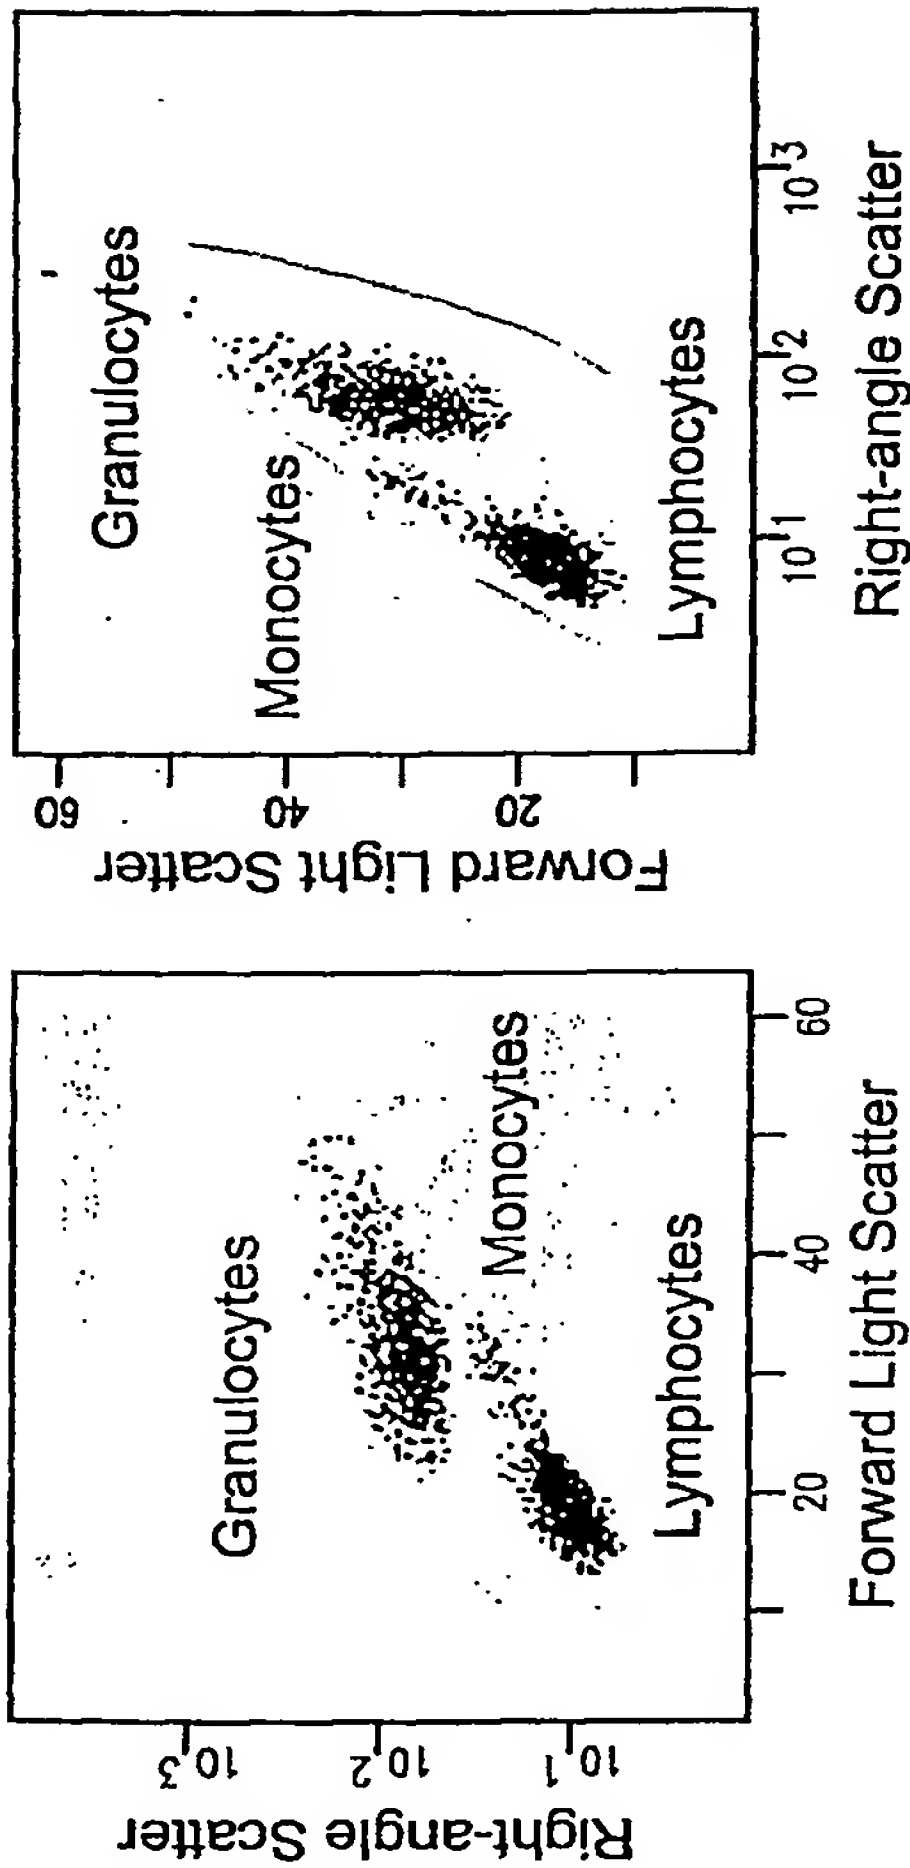 Right-angle Scatter
10 3
10 2
10 1
Granulocytes
Monocytes
Lymphocytes
20
40
60
Forward Light Scatter
Forward Light Scatter
60
40
20
Granulocytes
Monocytes
Lymphocytes
10 1
10 2
10 3
Right-angle Scatter